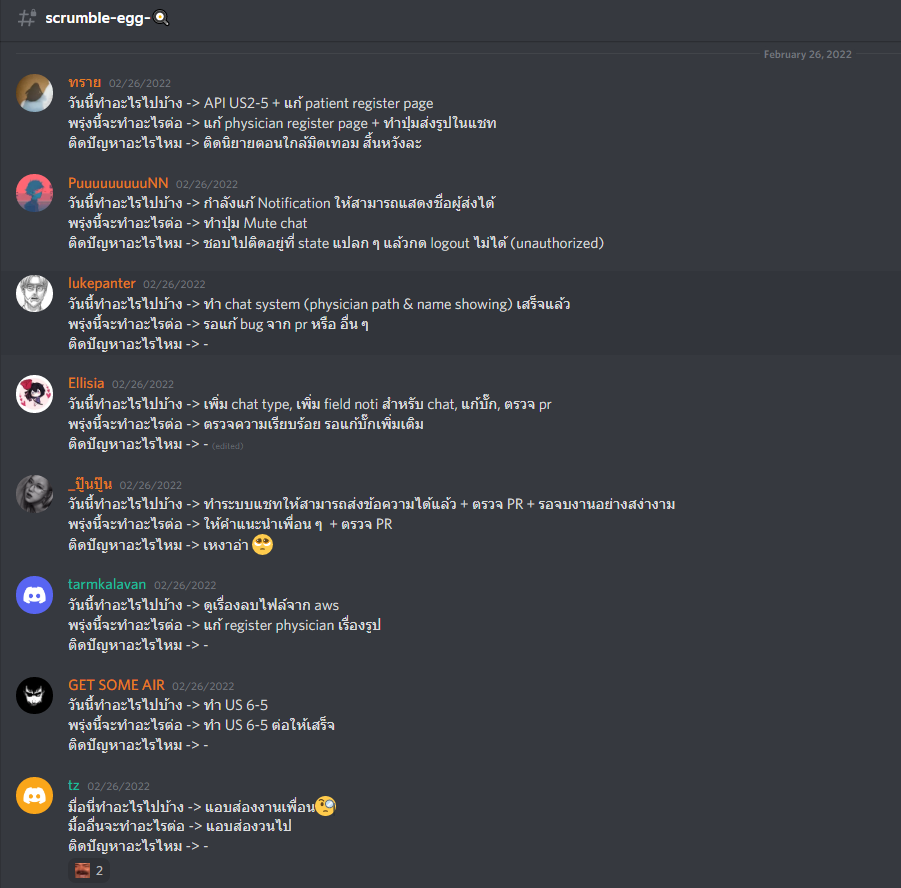 scrumble-egg-🍳
February 26, 2022
ทราย 02/26/2022
วันนี้ทำอะไรไปบ้าง -> API US2-5 + แก้ patient register page
พรุ่งนี้จะทำอะไรต่อ -> แก้ physician register page + ทำปุ่มส่งรูปในแชท
ติดปัญหาอะไรไหม -> ติดนิยายตอนใกล้มิดเทอม สิ้นหวังละ
PuuuuuuuuuNN 02/26/2022
วันนี้ทำอะไรไปบ้าง -> กำลังแก้ Notification ให้สามารถแสดงชื่อผู้ส่งได้
พรุ่งนี้จะทำอะไรต่อ -> ทำปุ่ม Mute chat
ติดปัญหาอะไรไหม -> ชอบไปติดอยู่ที่ state แปลก ๆ แล้วกด logout ไม่ได้ (unauthorized)
lukepanter 02/26/2022
วันนี้ทำอะไรไปบ้าง -> ทำ chat system (physician path & name showing) เสร็จแล้ว
พรุ่งนี้จะทำอะไรต่อ -> รอแก้ bug จาก pr หรือ อื่น ๆ
ติดปัญหาอะไรไหม -> -
Ellisia 02/26/2022
วันนี้ทำอะไรไปบ้าง -> เพิ่ม chat type, เพิ่ม field noti สำหรับ chat, แก้บั๊ก, ตรวจ pr
พรุ่งนี้จะทำอะไรต่อ -> ตรวจความเรียบร้อย รอแก้บั๊กเพิ่มเติม
ติดปัญหาอะไรไหม -> - (edited)
_ปู๊นปู๊น 02/26/2022
วันนี้ทำอะไรไปบ้าง -> ทำระบบแชทให้สามารถส่งข้อความได้แล้ว + ตรวจ PR + รอจบงานอย่างสง่างาม
พรุ่งนี้จะทำอะไรต่อ -> ให้คำแนะนำเพื่อน ๆ + ตรวจ PR
ติดปัญหาอะไรไหม -> เหงาอ่า 🥺
tarmkalavan 02/26/2022
วันนี้ทำอะไรไปบ้าง -> ดูเรื่องลบไฟล์จาก aws
พรุ่งนี้จะทำอะไรต่อ -> แก้ register physician เรื่องรูป
ติดปัญหาอะไรไหม -> -
GET SOME AIR 02/26/2022
วันนี้ทำอะไรไปบ้าง -> ทำ US 6-5
พรุ่งนี้จะทำอะไรต่อ -> ทำ US 6-5 ต่อให้เสร็จ
ติดปัญหาอะไรไหม -> -
tz 02/26/2022
มื่อนี่ทำอะไรไปบ้าง -> แอบส่องงานเพื่อน🧐
มื้ออื่นจะทำอะไรต่อ -> แอบส่องวนไป
ติดปัญหาอะไรไหม -> -
2